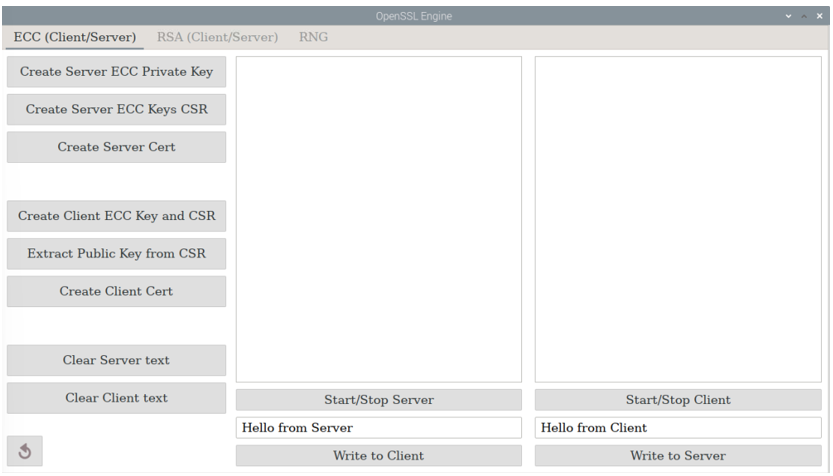 OpenSSL Engine
ECC (Client/Server) RSA (Client/Server) RNG
Create Server ECC Private Key
Create Server ECC Keys CSR
Create Server Cert
Create Client ECC Key and CSR
Extract Public Key from CSR
Create Client Cert
Clear Server text
Clear Client text
Start/Stop Server
Hello from Server
Write to Client
Start/Stop Client
Hello from Client
Write to Server